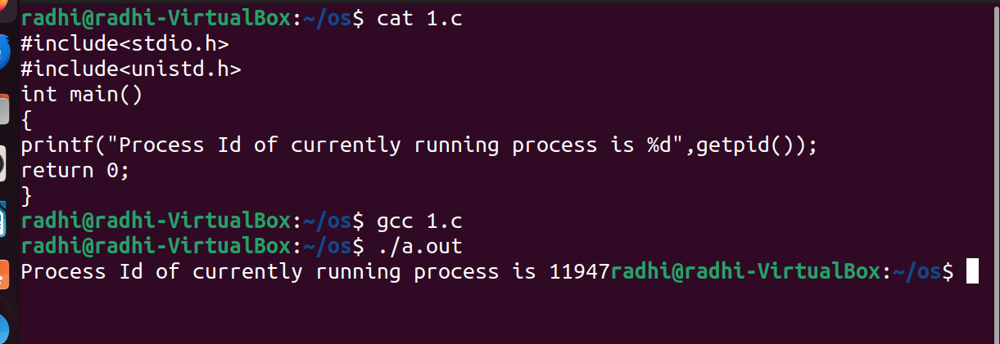 radhi@radhi-VirtualBox:~/os$ cat 1.c
#include<stdio.h>
#include<unistd.h>
int main()
{
printf("Process Id of currently running process is %d",getpid());
return 0;
}
radhi@radhi-VirtualBox:~/os$ gcc 1.c
radhi@radhi-VirtualBox:~/os$ ./a.out
Process Id of currently running process is 11947radhi@radhi-VirtualBox:~/os$